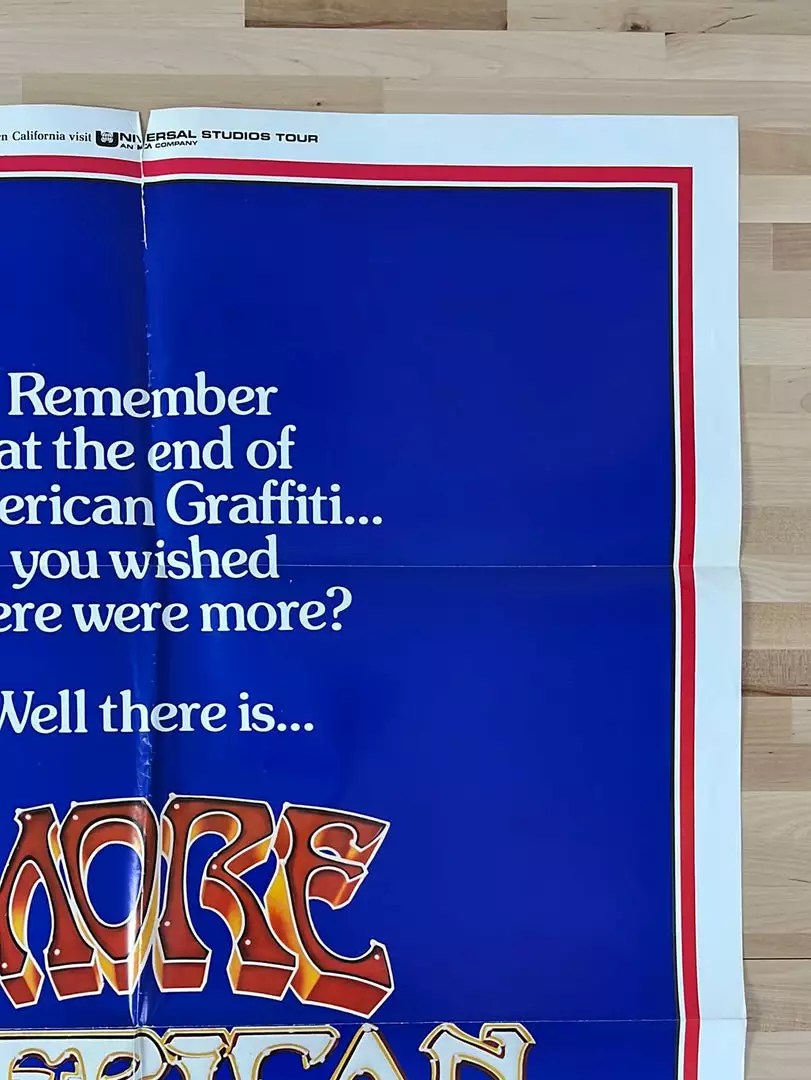 n California visit UNIVERSAL STUDIOS TOUR
AN MCA COMPANY
Remember
at the end of
erican Graffiti...
you wished
ere were more?
Well there is...
MORE
ERICAN